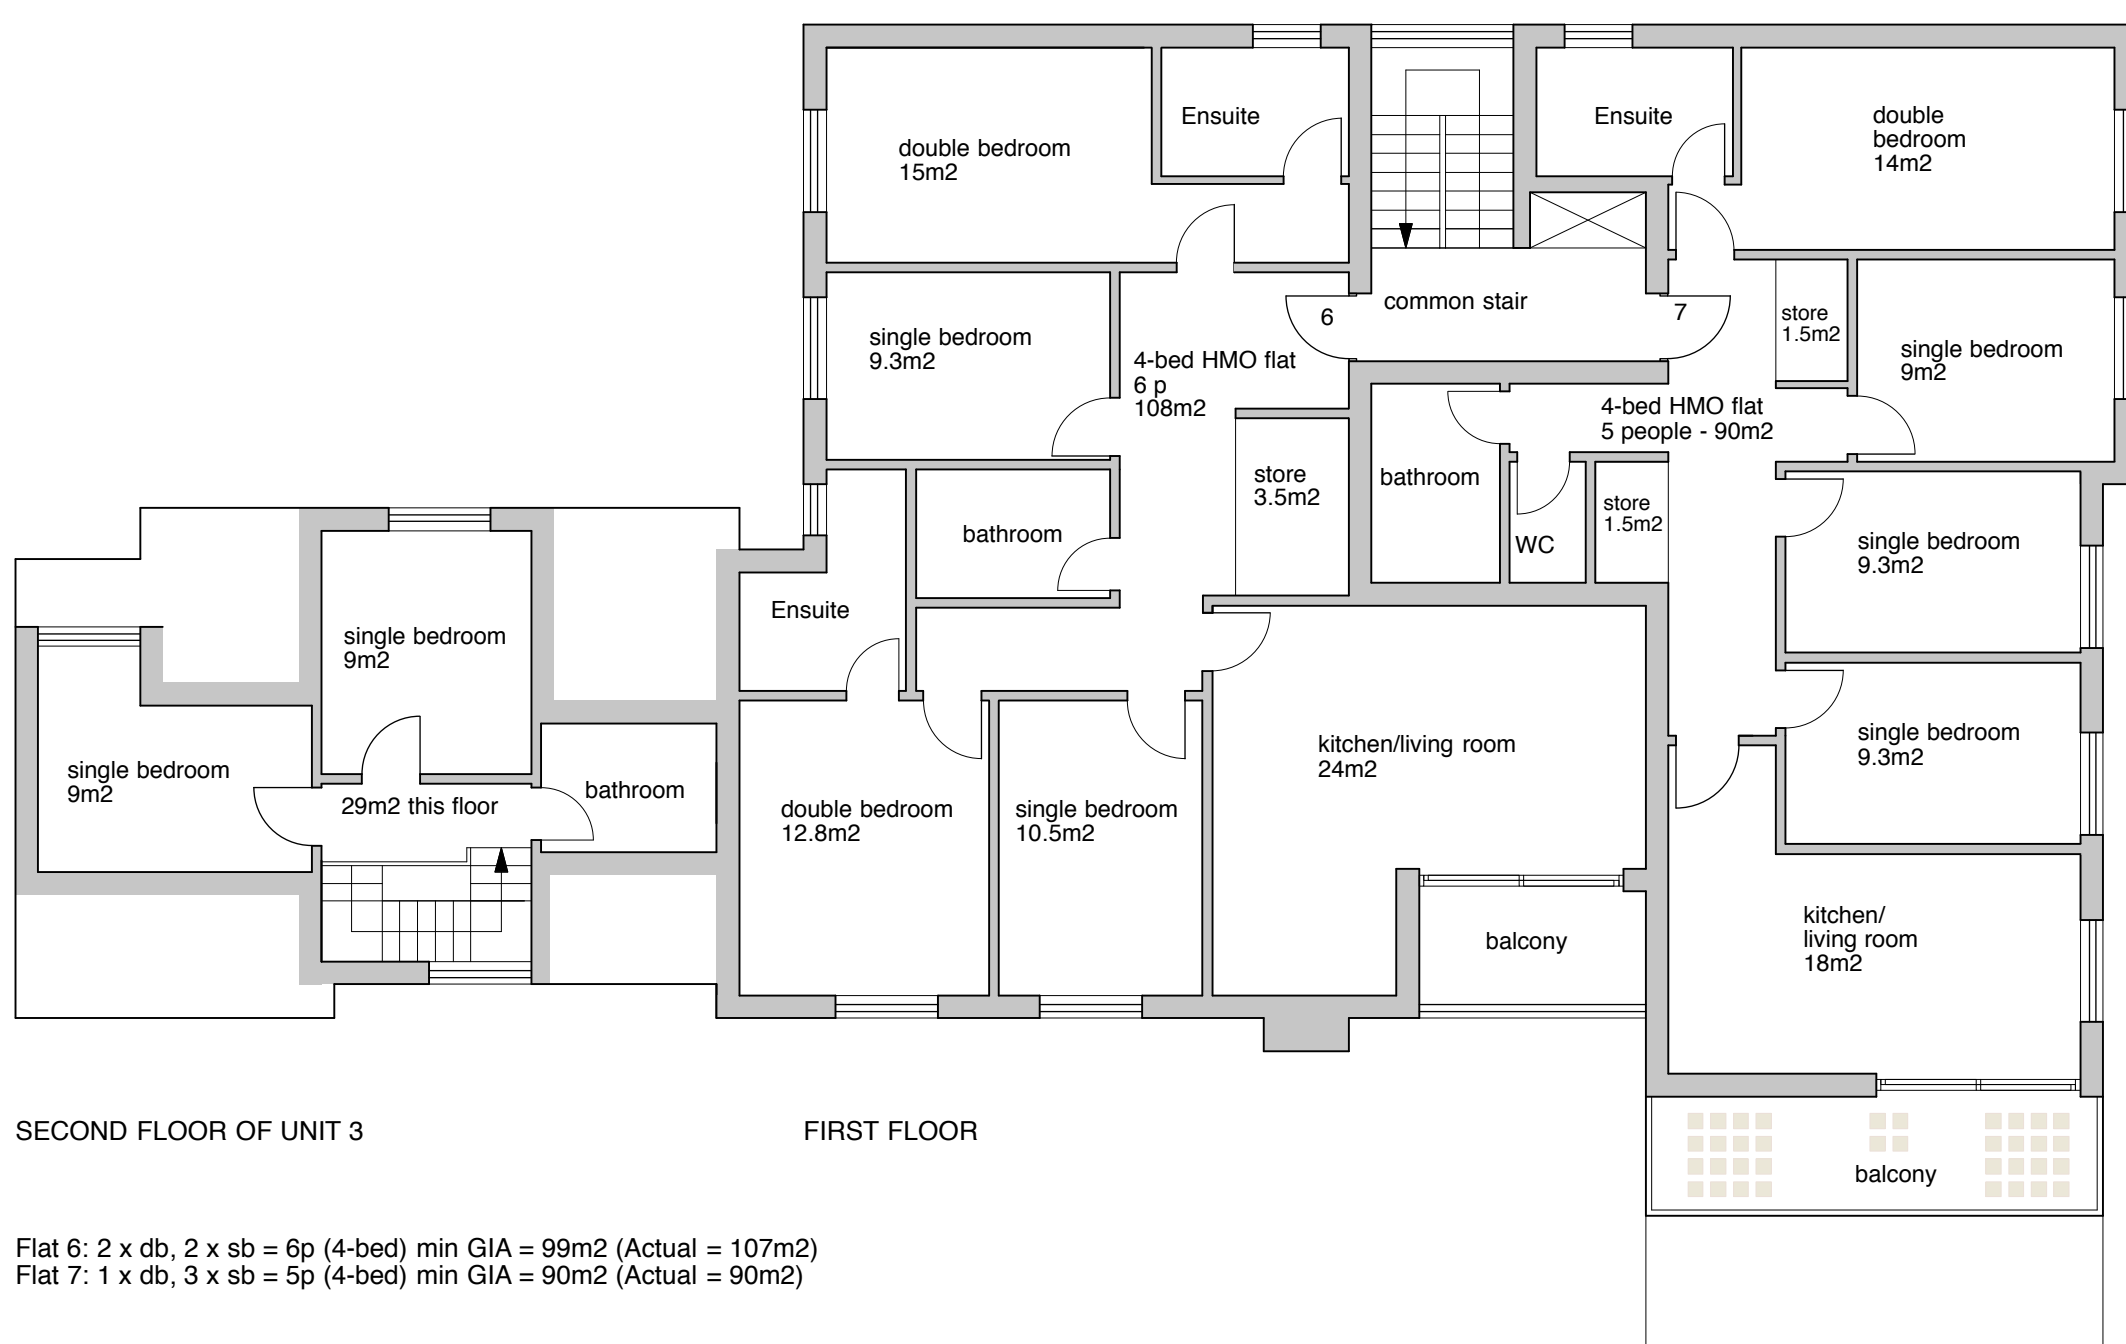 Ensuite
double bedroom
15m2
Ensuite
double
bedroom
14m2
common stair
6
7
single bedroom
9.3m2
4-bed HMO flat
6 p
108m2
store
1.5m2
single bedroom
9m2
4-bed HMO flat
5 people - 90m2
store
3.5m2
bathroom
bathroom
WC
store
1.5m2
single bedroom
9.3m2
Ensuite
single bedroom
9m2
single bedroom
9m2
29m2 this floor
bathroom
double bedroom
12.8m2
single bedroom
10.5m2
kitchen/living room
24m2
single bedroom
9.3m2
balcony
kitchen/
living room
18m2
balcony
SECOND FLOOR OF UNIT 3
FIRST FLOOR
Flat 6: 2 x db, 2 x sb = 6p (4-bed) min GIA = 99m2 (Actual = 107m2)
Flat 7: 1 x db, 3 x sb = 5p (4-bed) min GIA = 90m2 (Actual = 90m2)